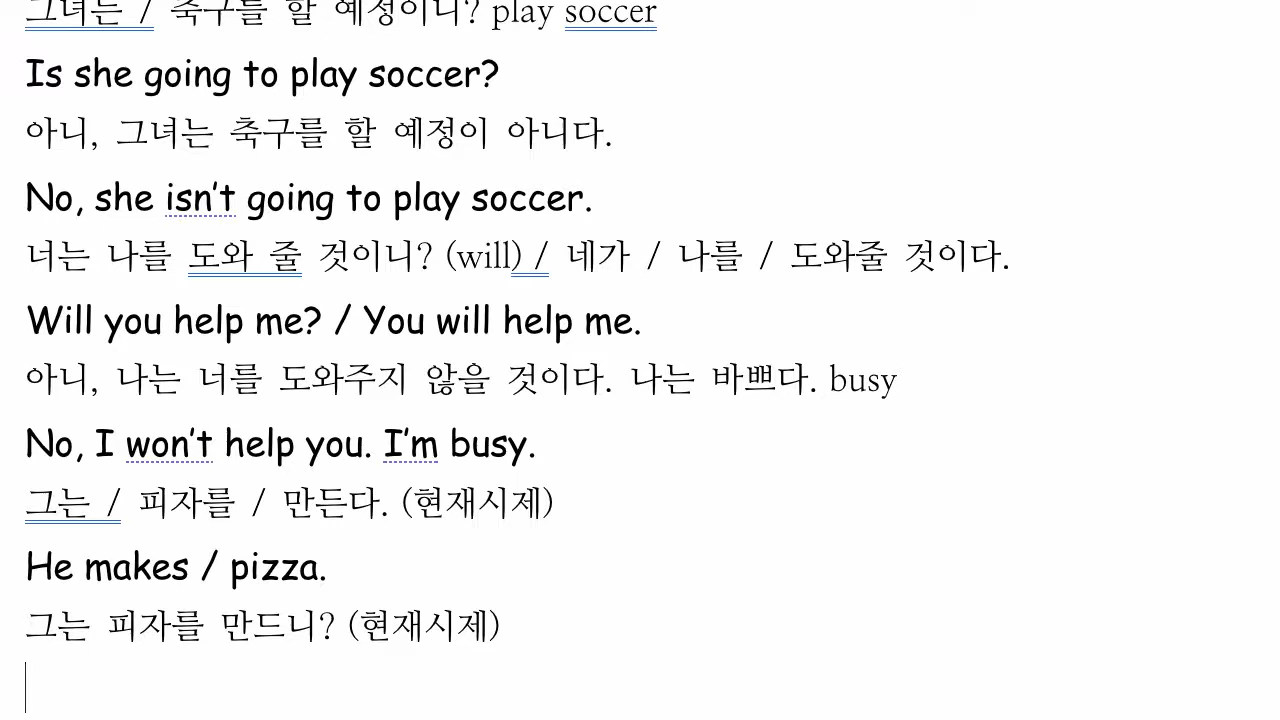 그녀는 / 축구를 할 예정이니? play soccer
Is she going to play soccer?
아니, 그녀는 축구를 할 예정이 아니다.
No, she isn’t going to play soccer.
너는 나를 도와 줄 것이니? (will) / 네가 / 나를 / 도와줄 것이다.
Will you help me? / You will help me.
아니, 나는 너를 도와주지 않을 것이다. 나는 바쁘다. busy
No, I won’t help you. I’m busy.
그는 / 피자를 / 만든다. (현재시제)
He makes / pizza.
그는 피자를 만드니? (현재시제)